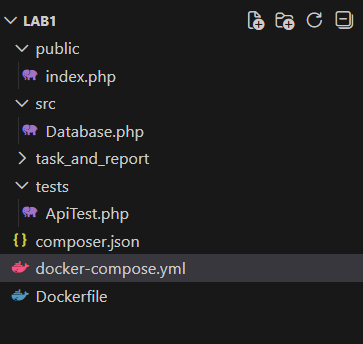 LAB1
public
index.php
src
Database.php
task_and_report
tests
ApiTest.php
{ } composer.json
docker-compose.yml
Dockerfile